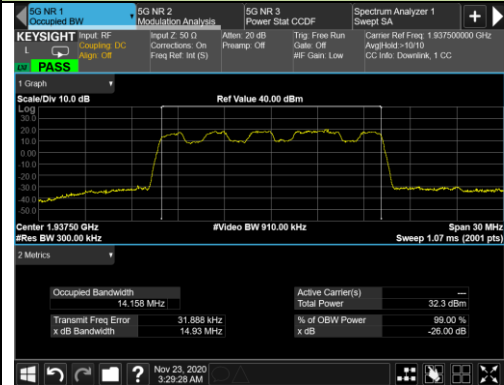 5G NR 1
Occupied BW
5G NR 2
Modulation Analysis
5G NR 3
Power Stat CCDF
Spectrum Analyzer 1
Swept SA
KEYSIGHT
L
PASS
Input: RF
Coupling: DC
Align: Off
Input Z: 50 Ω
Corrections: On
Freq Ref: Int (S)
Atten: 20 dB
Preamp: Off
Trig: Free Run
Gate: Off
#IF Gain: Low
Carrier Ref Freq: 1.937500000 GHz
Avg|Hold:>10/10
CC Info: Downlink, 1 CC
1 Graph
Scale/Div 10.0 dB
Ref Value 40.00 dBm
Log
30.0
20.0
10.0
0.00
-10.0
-20.0
-30.0
-40.0
-50.0
Center 1.93750 GHz
#Video BW 910.00 kHz
Span 30 MHz
#Res BW 300.00 kHz
Sweep 1.07 ms (2001 pts)
2 Metrics
Occupied Bandwidth
14.158 MHz
Active Carrier(s)
---
Total Power
32.3 dBm
Transmit Freq Error
31.888 kHz
% of OBW Power
99.00 %
x dB Bandwidth
14.93 MHz
x dB
-26.00 dB
Nov 23, 2020
3:29:28 AM